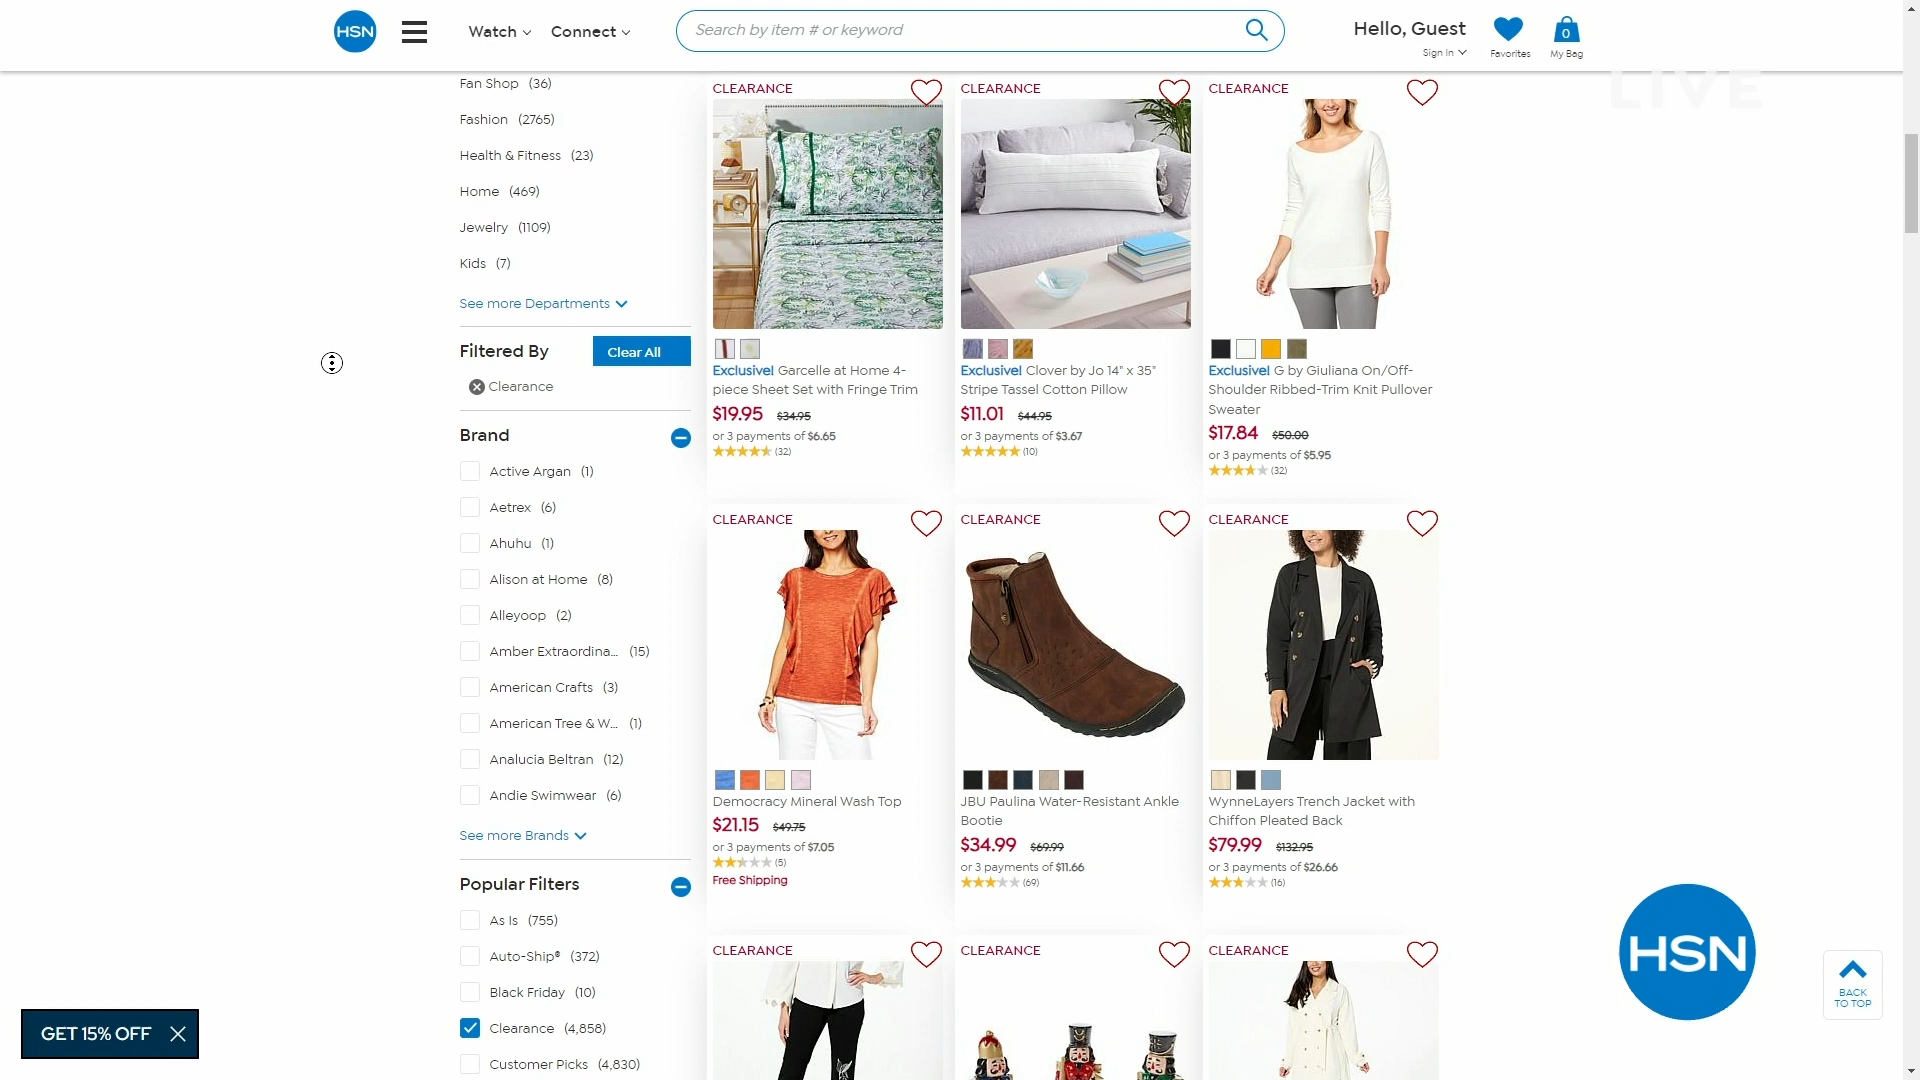 HSN
Watch
Connect
Search by item # or keyword
Hello, Guest
Sign In
Favorites
0
My Bag
LIVE
Fan Shop (36)
Fashion (2765)
Health & Fitness (23)
Home (469)
Jewelry (1109)
Kids (7)
See more Departments
Filtered By
Clear All
Clearance
Brand
Active Argan (1)
Aetrex (6)
Ahuhu (1)
Alison at Home (8)
Alleyoop (2)
Amber Extraordina... (15)
American Crafts (3)
American Tree & W... (1)
Analucia Beltran (12)
Andie Swimwear (6)
See more Brands
Popular Filters
As Is (755)
Auto-Ship® (372)
Black Friday (10)
Clearance (4,858)
Customer Picks (4,830)
CLEARANCE
Exclusive! Garcelle at Home 4-
piece Sheet Set with Fringe Trim
$19.95 $34.95
or 3 payments of $6.65
(32)
CLEARANCE
Exclusive! Clover by Jo 14" x 35"
Stripe Tassel Cotton Pillow
$11.01 $44.95
or 3 payments of $3.67
(10)
CLEARANCE
Exclusive! G by Giuliana On/Off-
Shoulder Ribbed-Trim Knit Pullover
Sweater
$17.84 $50.00
or 3 payments of $5.95
(32)
CLEARANCE
Democracy Mineral Wash Top
$21.15 $49.75
or 3 payments of $7.05
(5)
Free Shipping
CLEARANCE
JBU Paulina Water-Resistant Ankle
Bootie
$34.99 $69.99
or 3 payments of $11.66
(69)
CLEARANCE
WynneLayers Trench Jacket with
Chiffon Pleated Back
$79.99 $132.95
or 3 payments of $26.66
(16)
CLEARANCE
CLEARANCE
CLEARANCE
GET 15% OFF
HSN
BACK
TO TOP